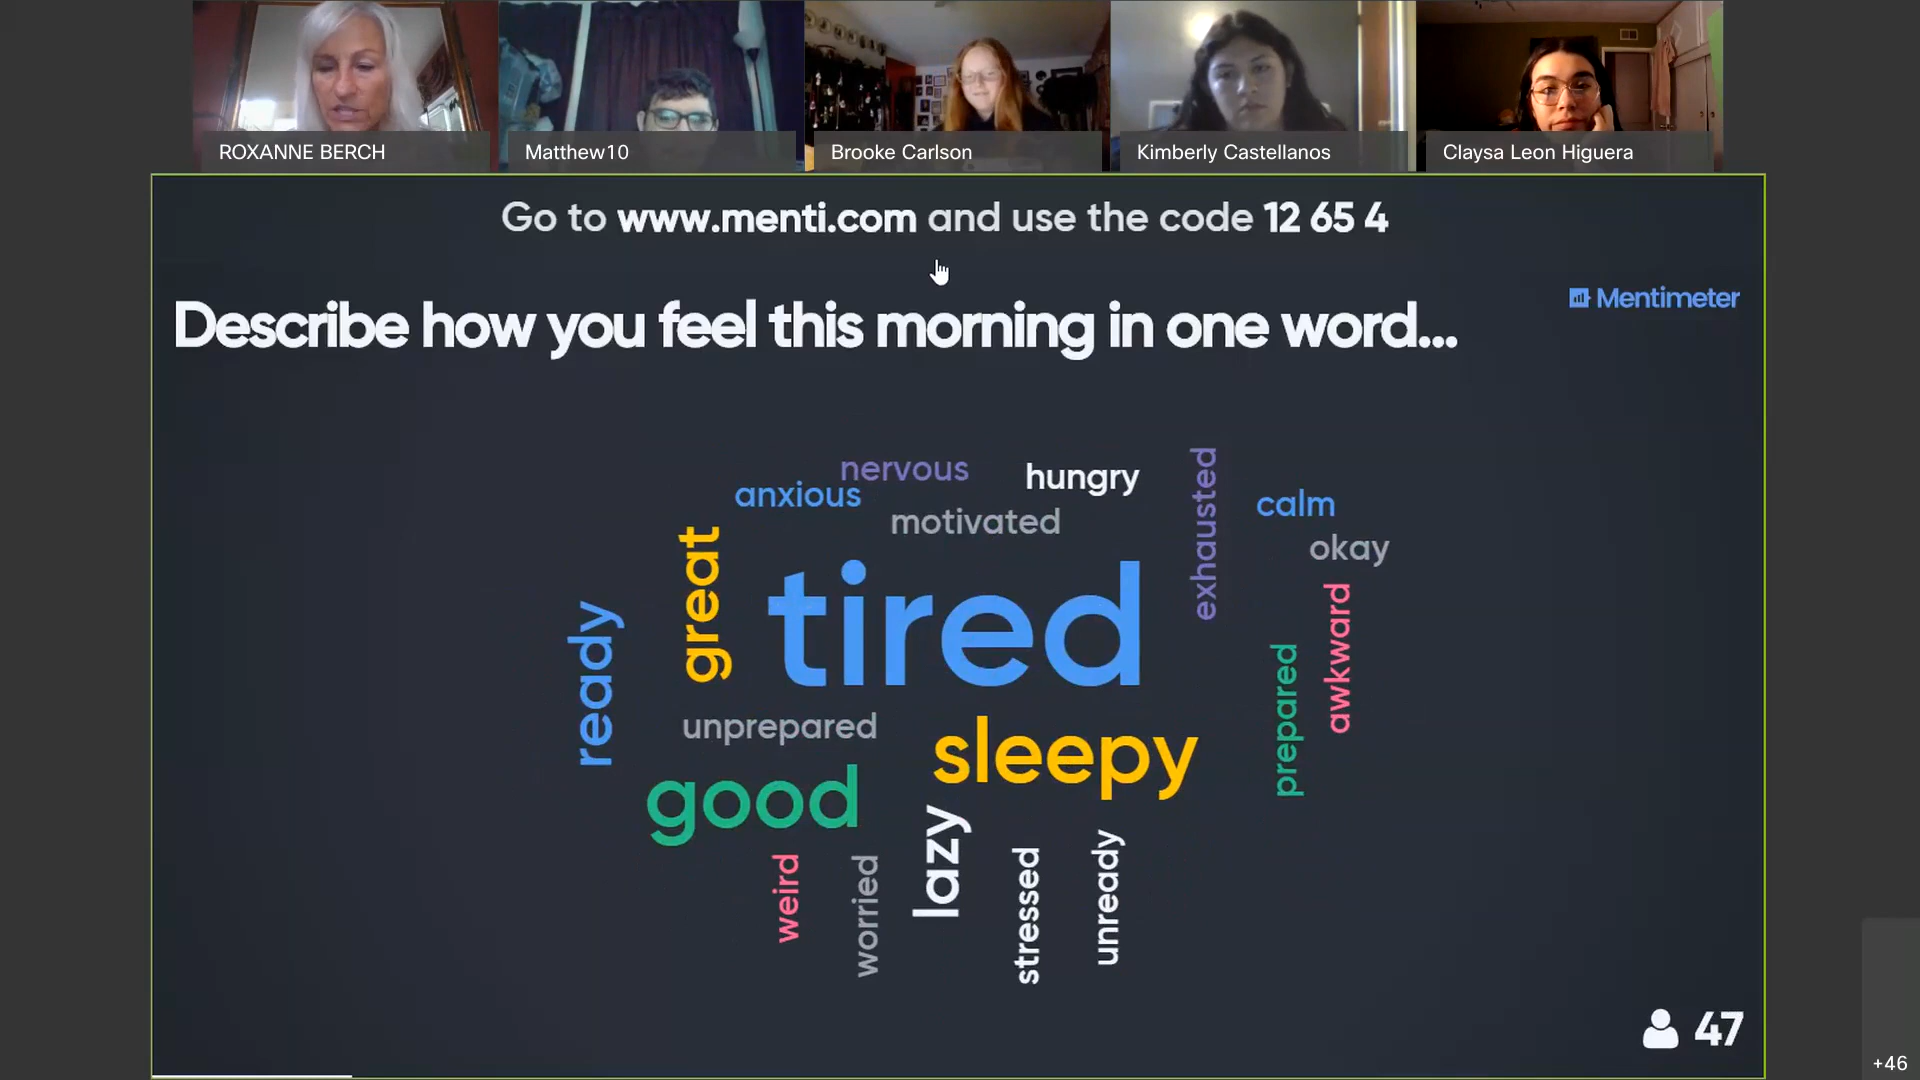 ROXANNE BERCH
Matthew10
Brooke Carlson
Kimberly Castellanos
Claysa Leon Higuera
Go to www.menti.com and use the code 12 65 4
Mentimeter
Describe how you feel this morning in one word...
nervous
hungry
exhausted
anxious
calm
motivated
okay
great
tired
awkward
ready
prepared
unprepared
sleepy
good
lazy
weird
worried
stressed
unready
47
+46